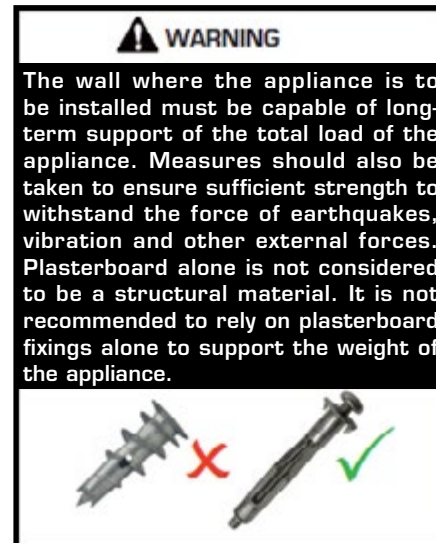 WARNING
The wall where the appliance is to
be installed must be capable of long-
term support of the total load of the
appliance. Measures should also be
taken to ensure sufficient strength to
withstand the force of earthquakes,
vibration and other external forces.
Plasterboard alone is not considered
to be a structural material. It is not
recommended to rely on plasterboard
fixings alone to support the weight of
the appliance.